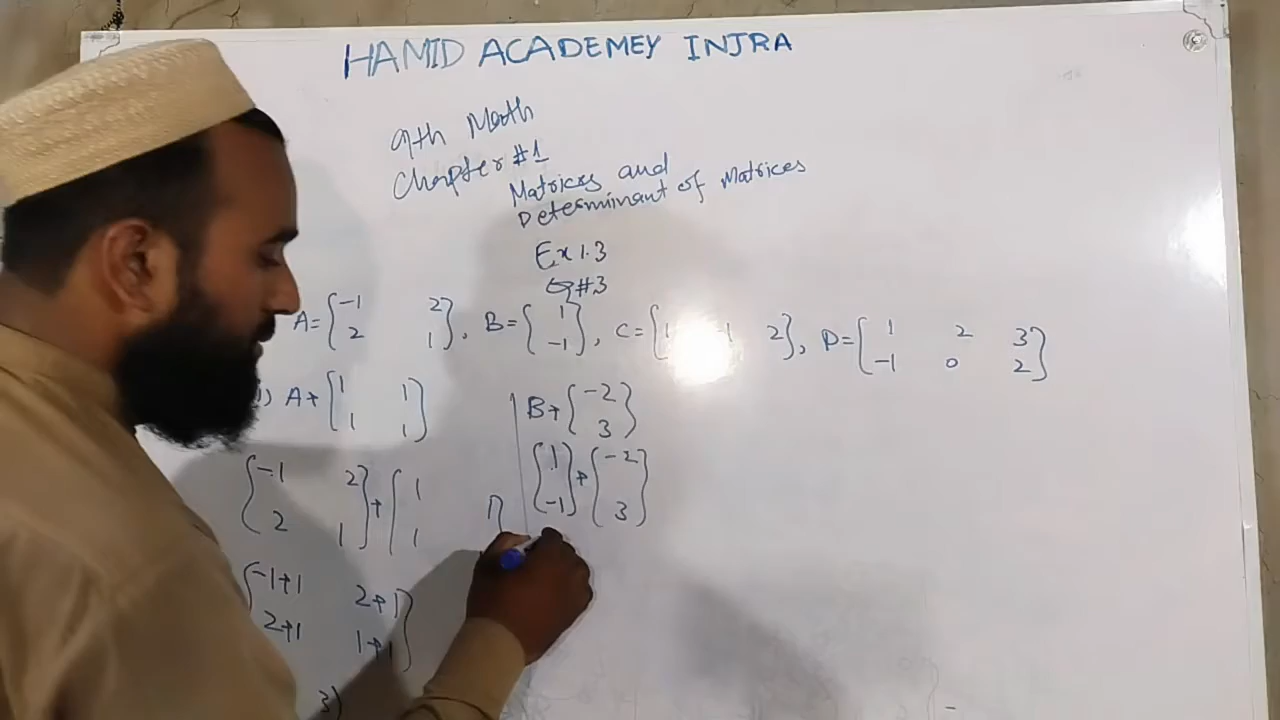 HAMID ACADEMEY INJRA
9th Math
Chapter #1
Matrices and
Determinant of Matrices
Ex 1.3
Q#3
A=[-1 2], B=[1], C=[1 -1 2], D=[1 2 3]
2 1 -1 -1 0 2
) A+[1 1]
1 1
[-1 2]+[1 1]
2 1 1
[-1+1 2+1]
2+1 1+1
3)
B+[-2]
3
[1]+[-2]
-1 3